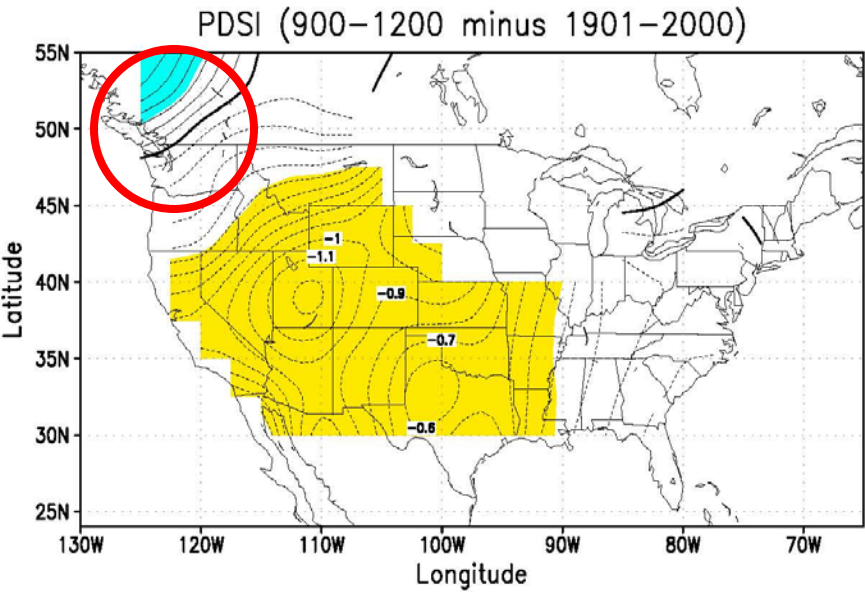 PDSI (900-1200 minus 1901-2000)
55N
50N
45N
40N
35N
30N
25N
Latitude
-1
-1.1
-0.9
-0.7
-0.6
130W 120W 110W 100W 90W 80W 70W
Longitude